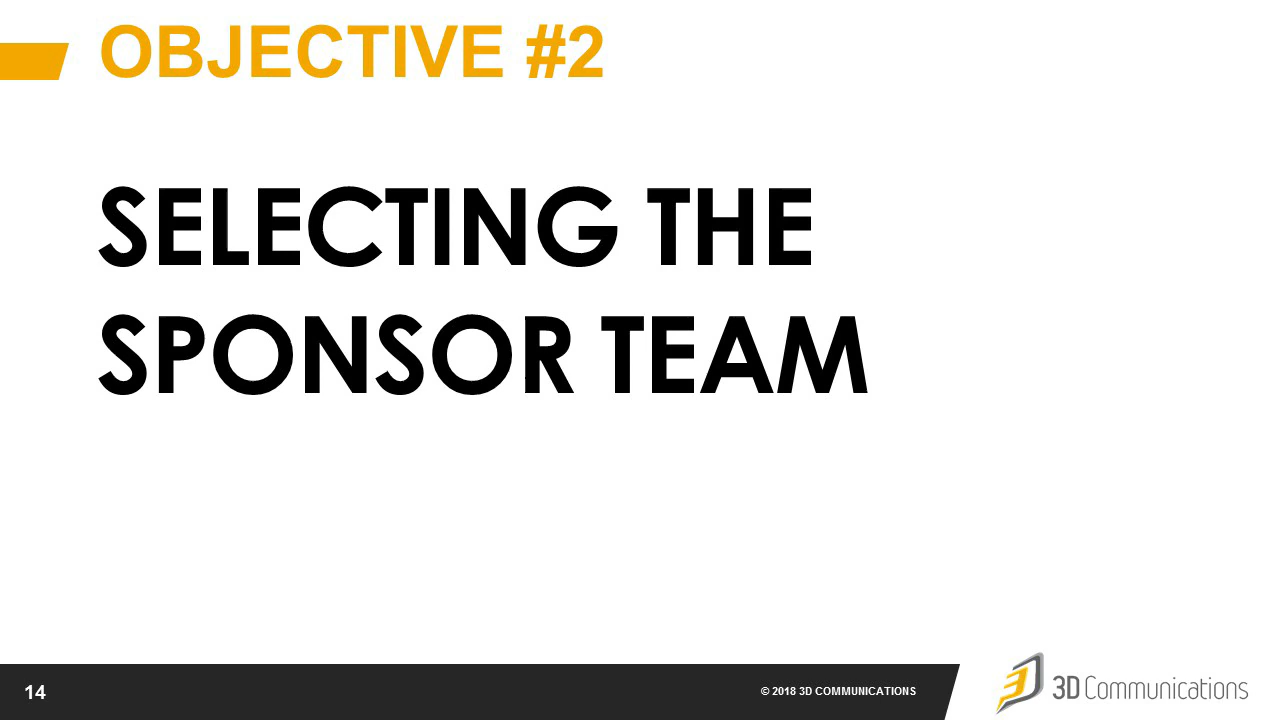 OBJECTIVE #2
SELECTING THE
SPONSOR TEAM
14
© 2018 3D COMMUNICATIONS
3D Communications